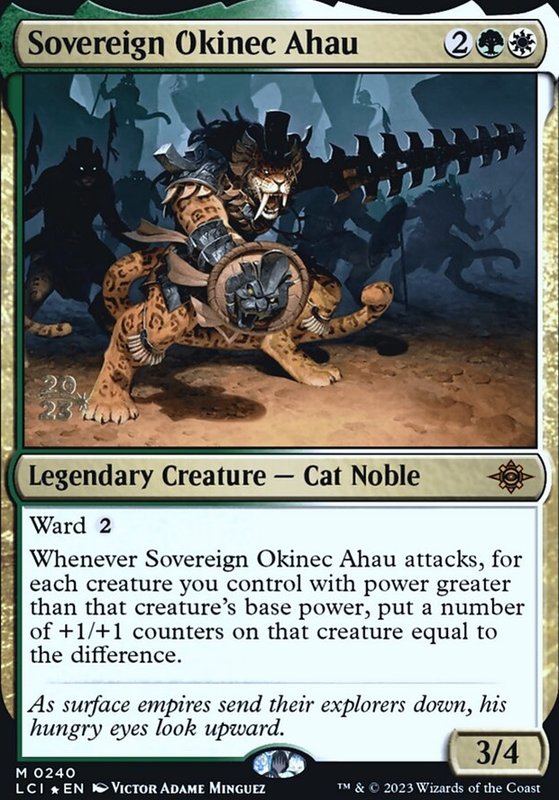 Sovereign Okinec Ahau 2
20
23
Legendary Creature — Cat Noble
Ward 2
Whenever Sovereign Okinec Ahau attacks, for
each creature you control with power greater
than that creature's base power, put a number
of +1/+1 counters on that creature equal to
the difference.
As surface empires send their explorers down, his
hungry eyes look upward.
3/4
M 0240
LCI ★ EN VICTOR ADAME MINGUEZ
™ & © 2023 Wizards of the Coast